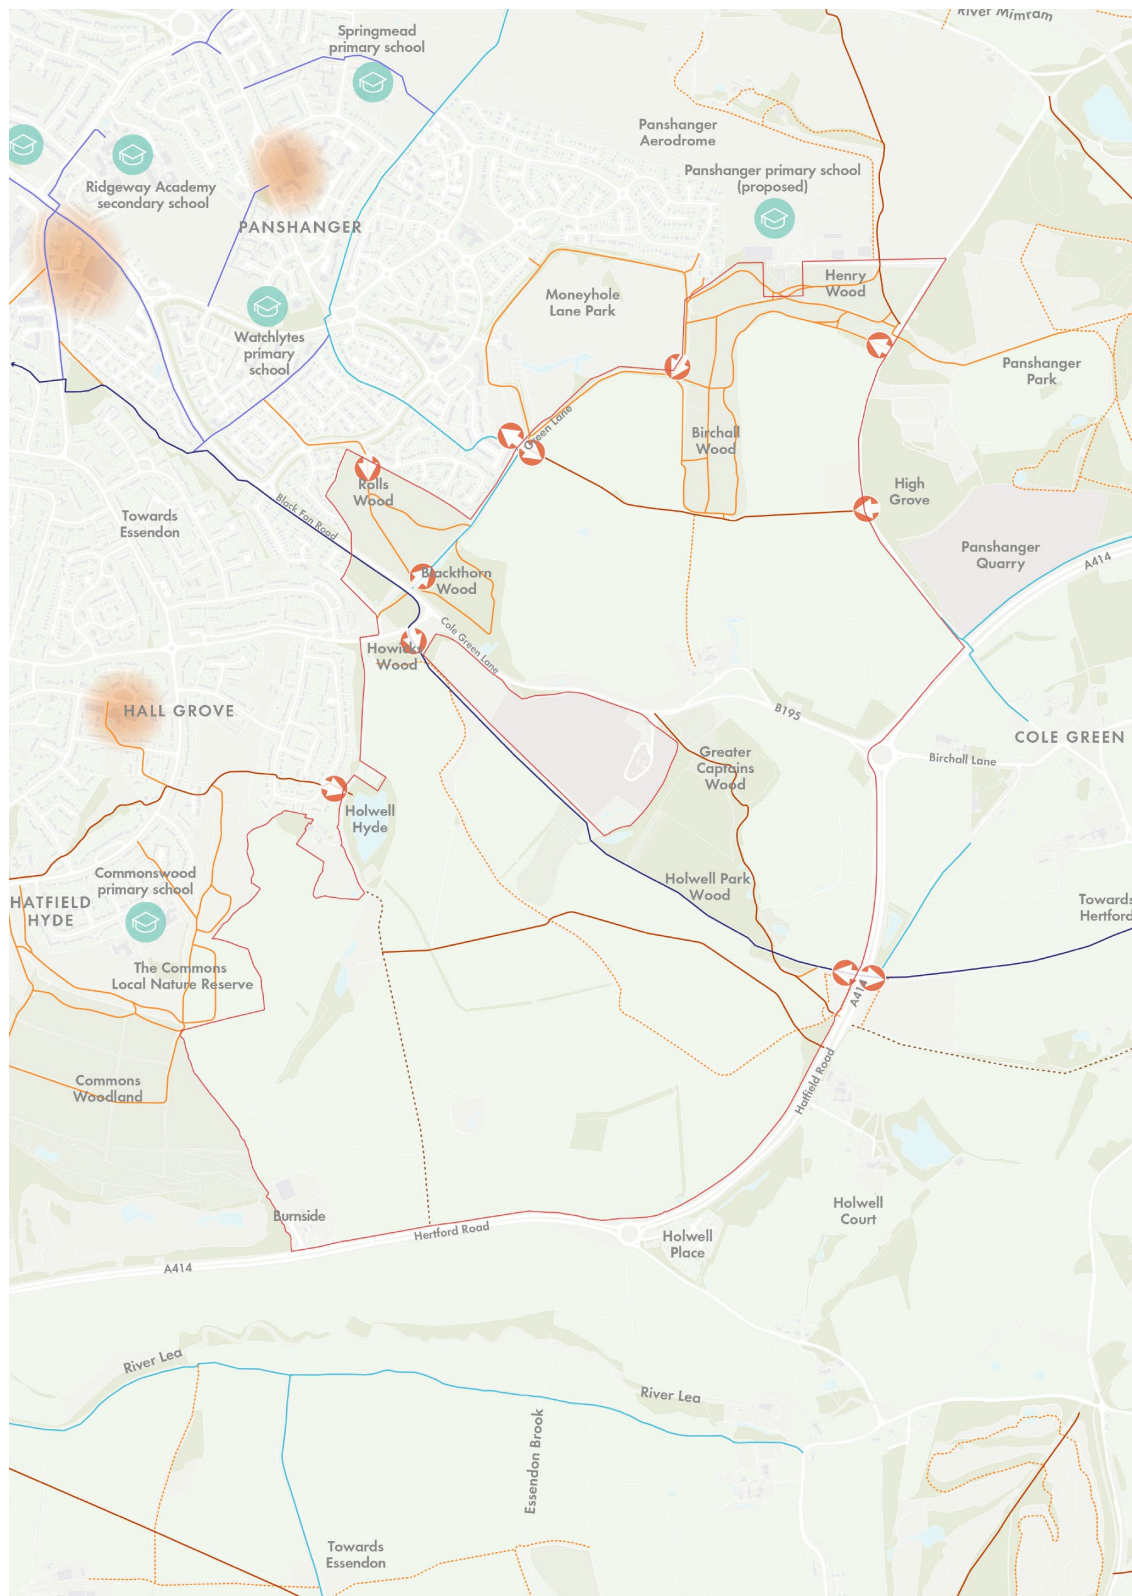 River Mimram
Springmead
primary school
Panshanger
Aerodrome
Panshanger primary school
(proposed)
Ridgeway Academy
secondary school
PANSHANGER
Henry
Wood
Moneyhole
Lane Park
Watchlytes
primary
school
Panshanger
Park
Green Lane
Birchall
Wood
Rolls
Wood
High
Grove
Black Fan Road
Towards
Essendon
Panshanger
Quarry
A414
Blackthorn
Wood
Cole Green Lane
Howicks
Wood
HALL GROVE
B195
COLE GREEN
Greater
Captains
Wood
Birchall Lane
Holwell
Hyde
Commonswood
primary school
Holwell Park
Wood
HATFIELD
HYDE
Towards
Hertford
The Commons
Local Nature Reserve
A414
Commons
Woodland
Hatfield Road
Burnside
Holwell
Court
Hertford Road
Holwell
Place
A414
River Lea
River Lea
Essendon Brook
Towards
Essendon